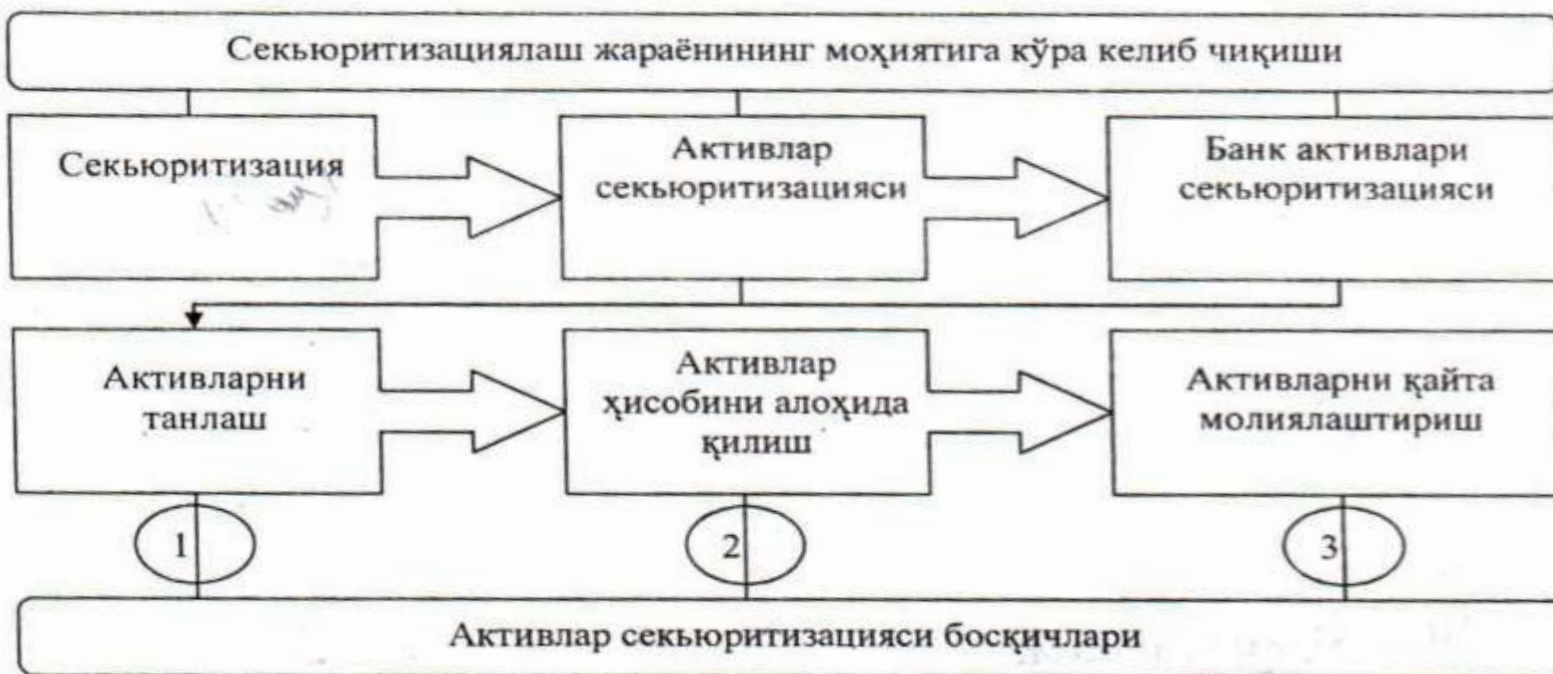 Секьюритизациялаш жараёнининг моҳиятига кўра келиб чиқиши
Секьюритизация
Активлар
секьюритизацияси
Банк активлари
секьюритизацияси
Активларни
танлаш
Активлар
ҳисобини алоҳида
қилиш
Активларни қайта
молиялаштириш
1
2
3
Активлар секьюритизацияси босқичлари